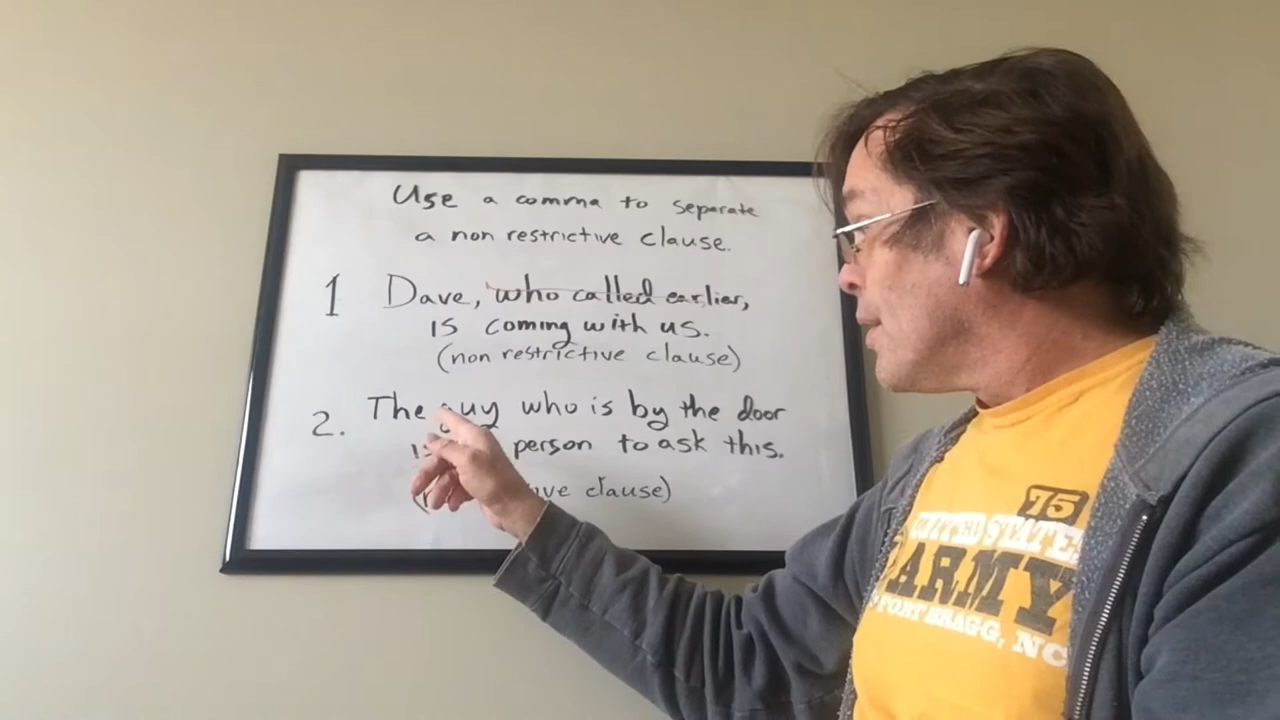 Use a comma to separate
a non restrictive clause.
1 Dave, who called earlier,
is coming with us.
(non restrictive clause)
2. The guy who is by the door
person to ask this.
clause)
75
UNITED STATES
ARMY
FORT BRAGG, NC